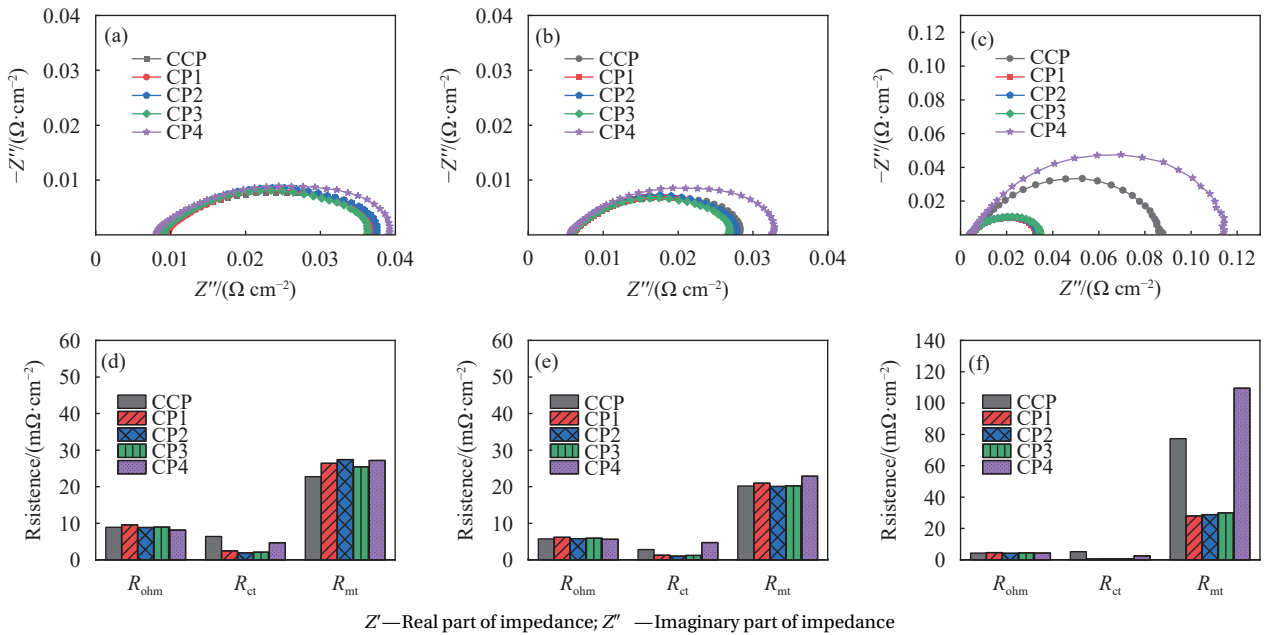 (a)
CCP
CP1
CP2
CP3
CP4
0.04
0.03
0.02
0.01
−Z″/(Ω·cm⁻²)
0 0.01 0.02 0.03 0.04
Z″/(Ω cm⁻²)
(b)
CCP
CP1
CP2
CP3
CP4
0.04
0.03
0.02
0.01
−Z″/(Ω·cm⁻²)
0 0.01 0.02 0.03 0.04
Z″/(Ω cm⁻²)
(c)
CCP
CP1
CP2
CP3
CP4
0.12
0.10
0.08
0.06
0.04
0.02
−Z″/(Ω·cm⁻²)
0 0.02 0.04 0.06 0.08 0.10 0.12
Z″/(Ω cm⁻²)
(d)
CCP
CP1
CP2
CP3
CP4
60
50
40
30
20
10
0
Rsistence/(mΩ·cm⁻²)
Rohm Rct Rmt
(e)
CCP
CP1
CP2
CP3
CP4
60
50
40
30
20
10
0
Rsistence/(mΩ·cm⁻²)
Rohm Rct Rmt
(f)
CCP
CP1
CP2
CP3
CP4
140
120
100
80
60
40
20
0
Rsistence/(mΩ·cm⁻²)
Rohm Rct Rmt
Z′—Real part of impedance; Z″ —Imaginary part of impedance